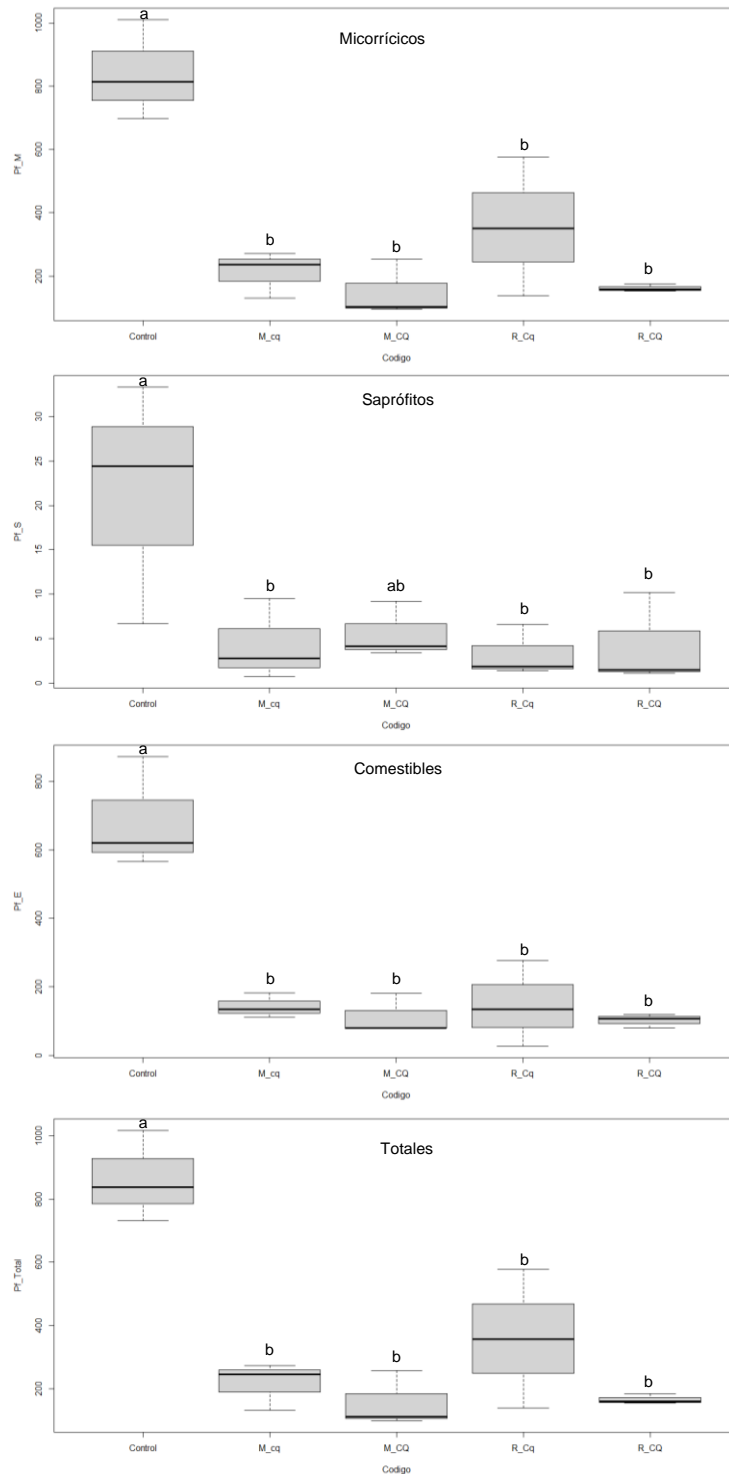 a
Micorrícicos
1000
800
600
400
200
Pf_M
b
b
b
b
Control
M_cq
M_CQ
R_Cq
R_CQ
Codigo
a
Saprófitos
30
25
20
15
10
5
0
Pf_S
b
ab
b
b
Control
M_cq
M_CQ
R_Cq
R_CQ
Codigo
a
Comestibles
800
600
400
200
0
Pf_E
b
b
b
b
Control
M_cq
M_CQ
R_Cq
R_CQ
Codigo
a
Totales
1000
800
600
400
200
Pf_Total
b
b
b
b
Control
M_cq
M_CQ
R_Cq
R_CQ
Codigo